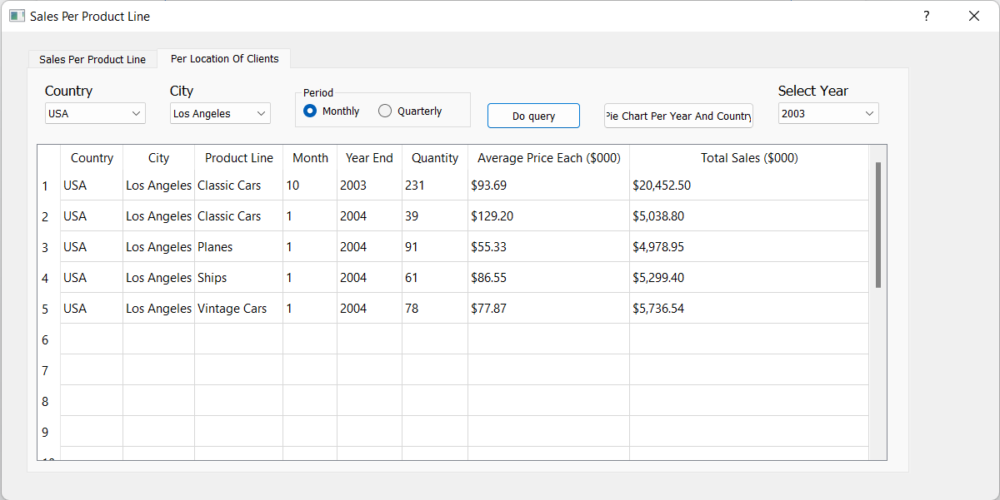 Sales Per Product Line ?
Sales Per Product Line Per Location Of Clients
Country City Period Select Year
USA Los Angeles Monthly Quarterly Do query Pie Chart Per Year And Country 2003
Country City Product Line Month Year End Quantity Average Price Each ($000) Total Sales ($000)
1 USA Los Angeles Classic Cars 10 2003 231 $93.69 $20,452.50
2 USA Los Angeles Classic Cars 1 2004 39 $129.20 $5,038.80
3 USA Los Angeles Planes 1 2004 91 $55.33 $4,978.95
4 USA Los Angeles Ships 1 2004 61 $86.55 $5,299.40
5 USA Los Angeles Vintage Cars 1 2004 78 $77.87 $5,736.54
6
7
8
9